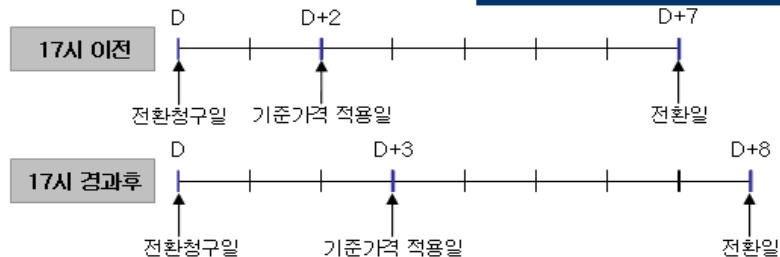 D D+2 D+7
17시 이전
전환청구일 기준가격 적용일 전환일
D D+3 D+8
17시 경과후
전환청구일 기준가격 적용일 전환일